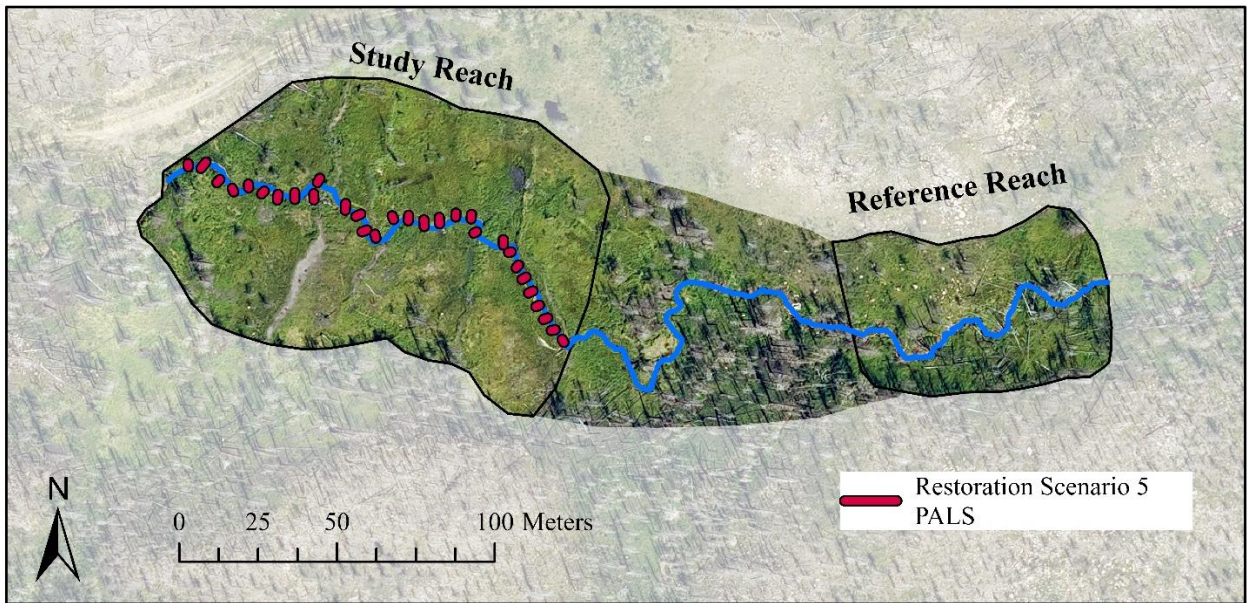 Study Reach
Reference Reach
N
0 25 50 100 Meters
Restoration Scenario 5
PALS